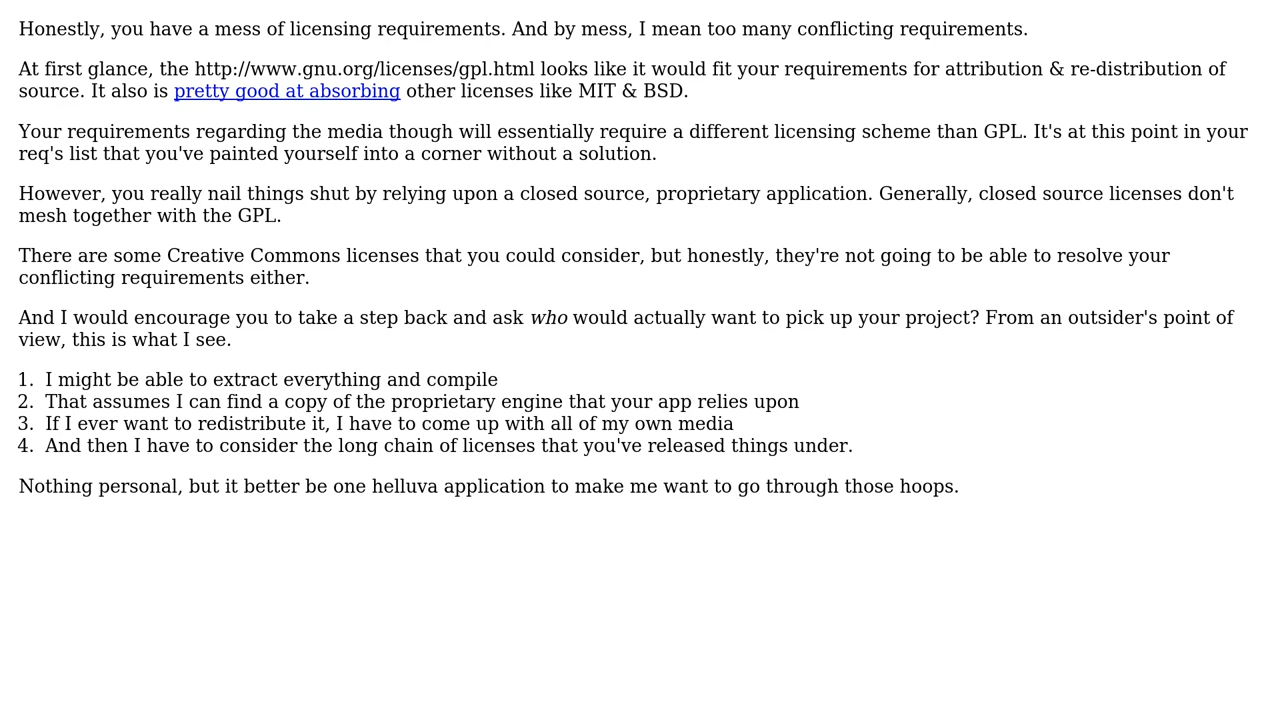 Honestly, you have a mess of licensing requirements. And by mess, I mean too many conflicting requirements.
At first glance, the http://www.gnu.org/licenses/gpl.html looks like it would fit your requirements for attribution & re-distribution of
source. It also is pretty good at absorbing other licenses like MIT & BSD.
Your requirements regarding the media though will essentially require a different licensing scheme than GPL. It's at this point in your
req's list that you've painted yourself into a corner without a solution.
However, you really nail things shut by relying upon a closed source, proprietary application. Generally, closed source licenses don't
mesh together with the GPL.
There are some Creative Commons licenses that you could consider, but honestly, they're not going to be able to resolve your
conflicting requirements either.
And I would encourage you to take a step back and ask who would actually want to pick up your project? From an outsider's point of
view, this is what I see.
1. I might be able to extract everything and compile
2. That assumes I can find a copy of the proprietary engine that your app relies upon
3. If I ever want to redistribute it, I have to come up with all of my own media
4. And then I have to consider the long chain of licenses that you've released things under.
Nothing personal, but it better be one helluva application to make me want to go through those hoops.